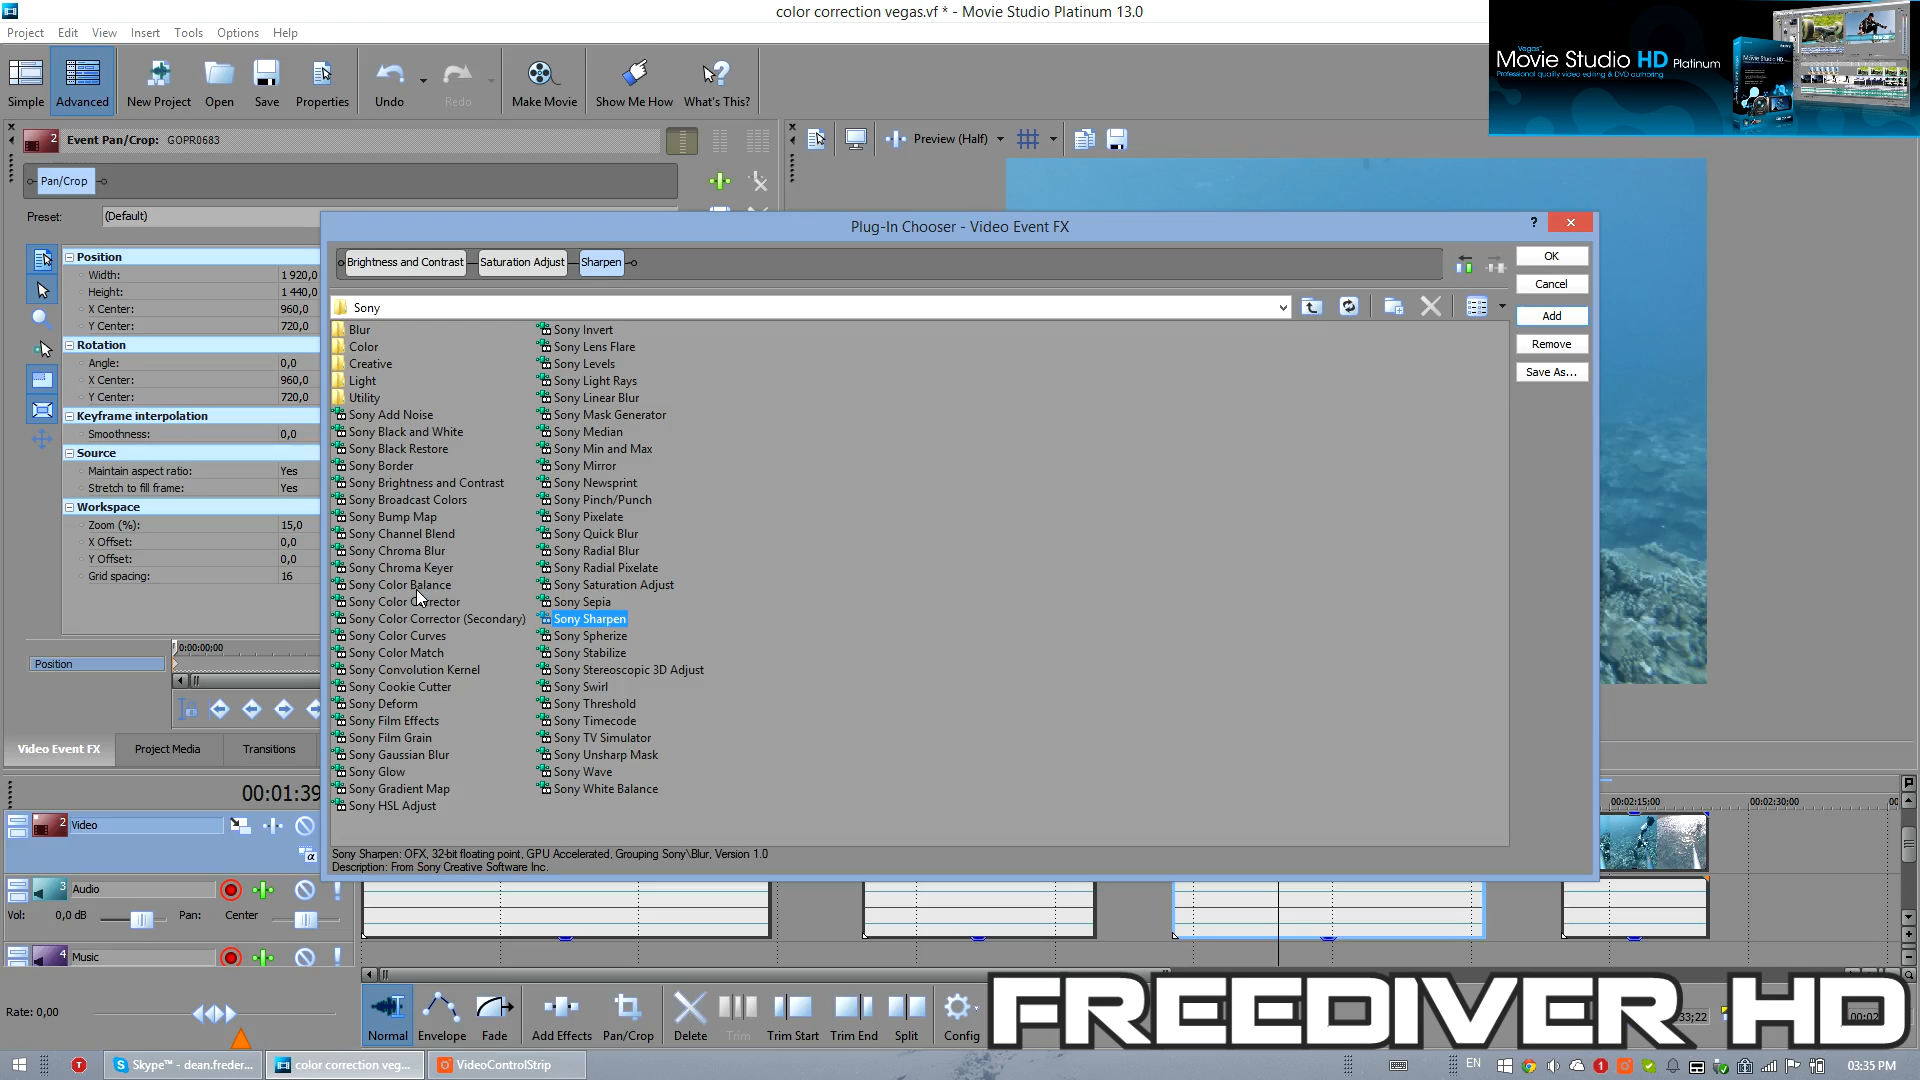 color correction vegas.vf * - Movie Studio Platinum 13.0
Project Edit View Insert Tools Options Help
Simple Advanced New Project Open Save Properties Undo Redo Make Movie Show Me How What's This?
Vegas
Movie Studio HD Platinum
Professional quality video editing & DVD authoring
2 Event Pan/Crop: GOPR0683
Preview (Half)
Pan/Crop
Preset: (Default)
Plug-In Chooser - Video Event FX
Brightness and Contrast Saturation Adjust Sharpen
OK
Cancel
Add
Remove
Save As...
Sony
Blur
Color
Creative
Light
Utility
Sony Add Noise
Sony Black and White
Sony Black Restore
Sony Border
Sony Brightness and Contrast
Sony Broadcast Colors
Sony Bump Map
Sony Channel Blend
Sony Chroma Blur
Sony Chroma Keyer
Sony Color Balance
Sony Color Corrector
Sony Color Corrector (Secondary)
Sony Color Curves
Sony Color Match
Sony Convolution Kernel
Sony Cookie Cutter
Sony Deform
Sony Film Effects
Sony Film Grain
Sony Gaussian Blur
Sony Glow
Sony Gradient Map
Sony HSL Adjust
Sony Invert
Sony Lens Flare
Sony Levels
Sony Light Rays
Sony Linear Blur
Sony Mask Generator
Sony Median
Sony Min and Max
Sony Mirror
Sony Newsprint
Sony Pinch/Punch
Sony Pixelate
Sony Quick Blur
Sony Radial Blur
Sony Radial Pixelate
Sony Saturation Adjust
Sony Sepia
Sony Sharpen
Sony Spherize
Sony Stabilize
Sony Stereoscopic 3D Adjust
Sony Swirl
Sony Threshold
Sony Timecode
Sony TV Simulator
Sony Unsharp Mask
Sony Wave
Sony White Balance
Sony Sharpen: OFX, 32-bit floating point, GPU Accelerated, Grouping Sony\Blur, Version 1.0
Description: From Sony Creative Software Inc.
Position
Width: 1 920,0
Height: 1 440,0
X Center: 960,0
Y Center: 720,0
Rotation
Angle: 0,0
X Center: 960,0
Y Center: 720,0
Keyframe interpolation
Smoothness: 0,0
Source
Maintain aspect ratio: Yes
Stretch to fill frame: Yes
Workspace
Zoom (%): 15,0
X Offset: 0,0
Y Offset: 0,0
Grid spacing: 16
0:00:00;00
Position
Video Event FX Project Media Transitions
00:01:39
00:02:15;00 00:02:30;00
2 Video
3 Audio
Vol: 0,0 dB Pan: Center
4 Music
Rate: 0,00
Normal Envelope Fade Add Effects Pan/Crop Delete Trim Trim Start Trim End Split Config
FREEDIVER HD
Skype™ - dean.freder... color correction veg... VideoControlStrip
EN
03:35 PM